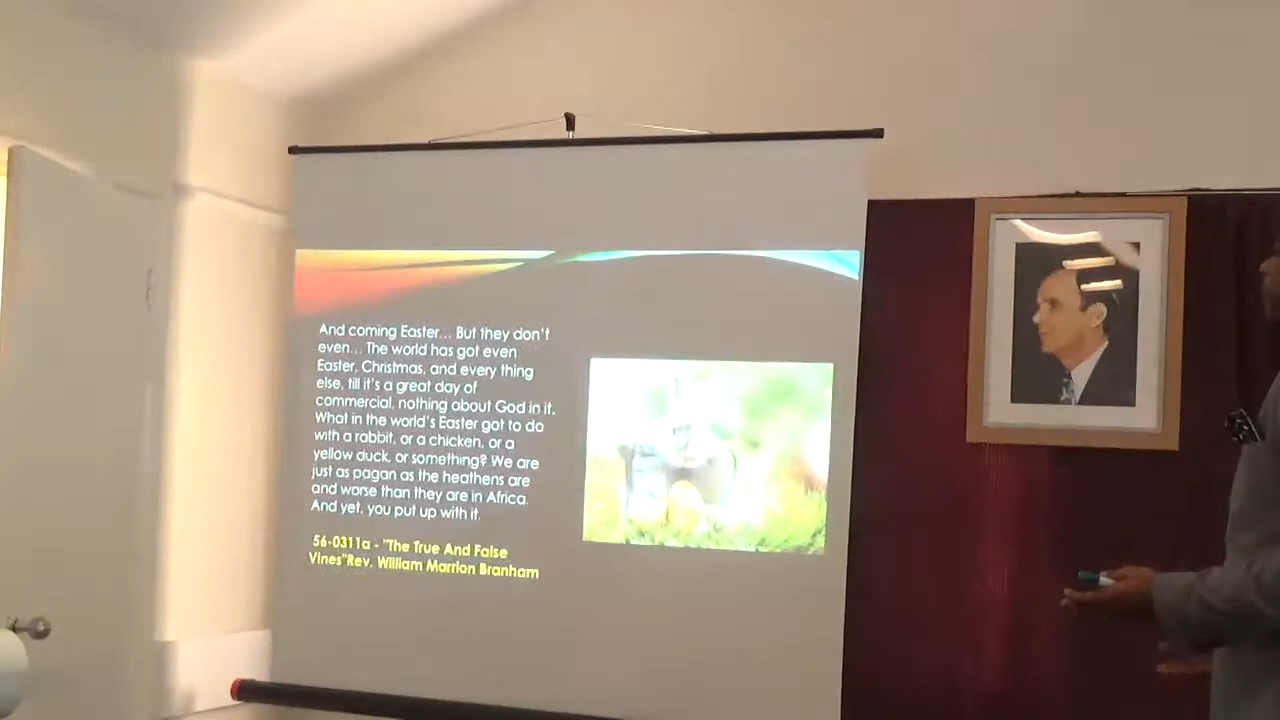 And coming Easter... But they don't
even... The world has got even
Easter, Christmas, and every thing
else, till it's a great day of
commercial, nothing about God in it.
What in the world's Easter got to do
with a rabbit, or a chicken, or a
yellow duck, or something? We are
just as pagan as the heathens are
and worse than they are in Africa.
And yet, you put up with it.
56-0311a - "The True And False
Vines"Rev. William Marrion Branham